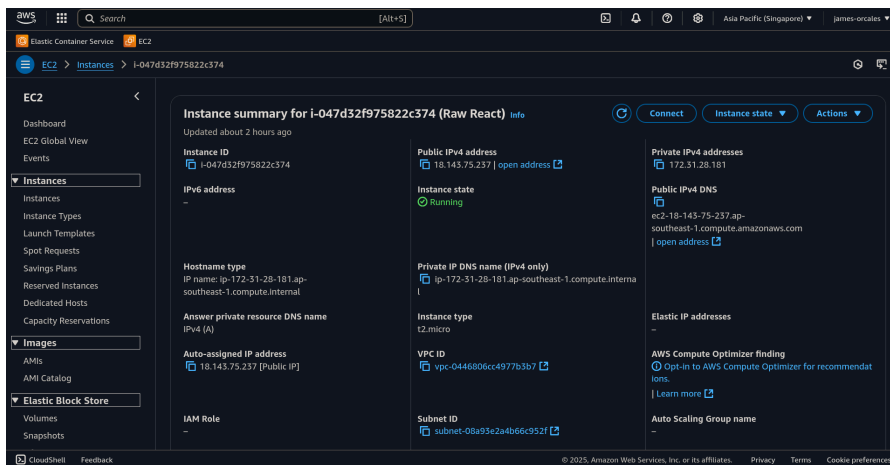 aws
Search [Alt+S]
Asia Pacific (Singapore) ▼ james-orcales ▼
Elastic Container Service EC2
EC2 > Instances > i-047d32f975822c374
EC2
Dashboard
EC2 Global View
Events
▼ Instances
Instances
Instance Types
Launch Templates
Spot Requests
Savings Plans
Reserved Instances
Dedicated Hosts
Capacity Reservations
▼ Images
AMIs
AMI Catalog
▼ Elastic Block Store
Volumes
Snapshots
Instance summary for i-047d32f975822c374 (Raw React) Info
Connect Instance state ▼ Actions ▼
Updated about 2 hours ago
Instance ID
i-047d32f975822c374
Public IPv4 address
18.143.75.237 | open address
Private IPv4 addresses
172.31.28.181
IPv6 address
–
Instance state
Running
Public IPv4 DNS
ec2-18-143-75-237.ap-
southeast-1.compute.amazonaws.com
| open address
Hostname type
IP name: ip-172-31-28-181.ap-
southeast-1.compute.internal
Private IP DNS name (IPv4 only)
ip-172-31-28-181.ap-southeast-1.compute.interna
l
Answer private resource DNS name
IPv4 (A)
Instance type
t2.micro
Elastic IP addresses
–
Auto-assigned IP address
18.143.75.237 [Public IP]
VPC ID
vpc-0446806cc4977b3b7
AWS Compute Optimizer finding
Opt-in to AWS Compute Optimizer for recommendat
ions.
| Learn more
IAM Role
–
Subnet ID
subnet-08a93e2a4b66c952f
Auto Scaling Group name
–
CloudShell Feedback
© 2025, Amazon Web Services, Inc. or its affiliates. Privacy Terms Cookie preferences